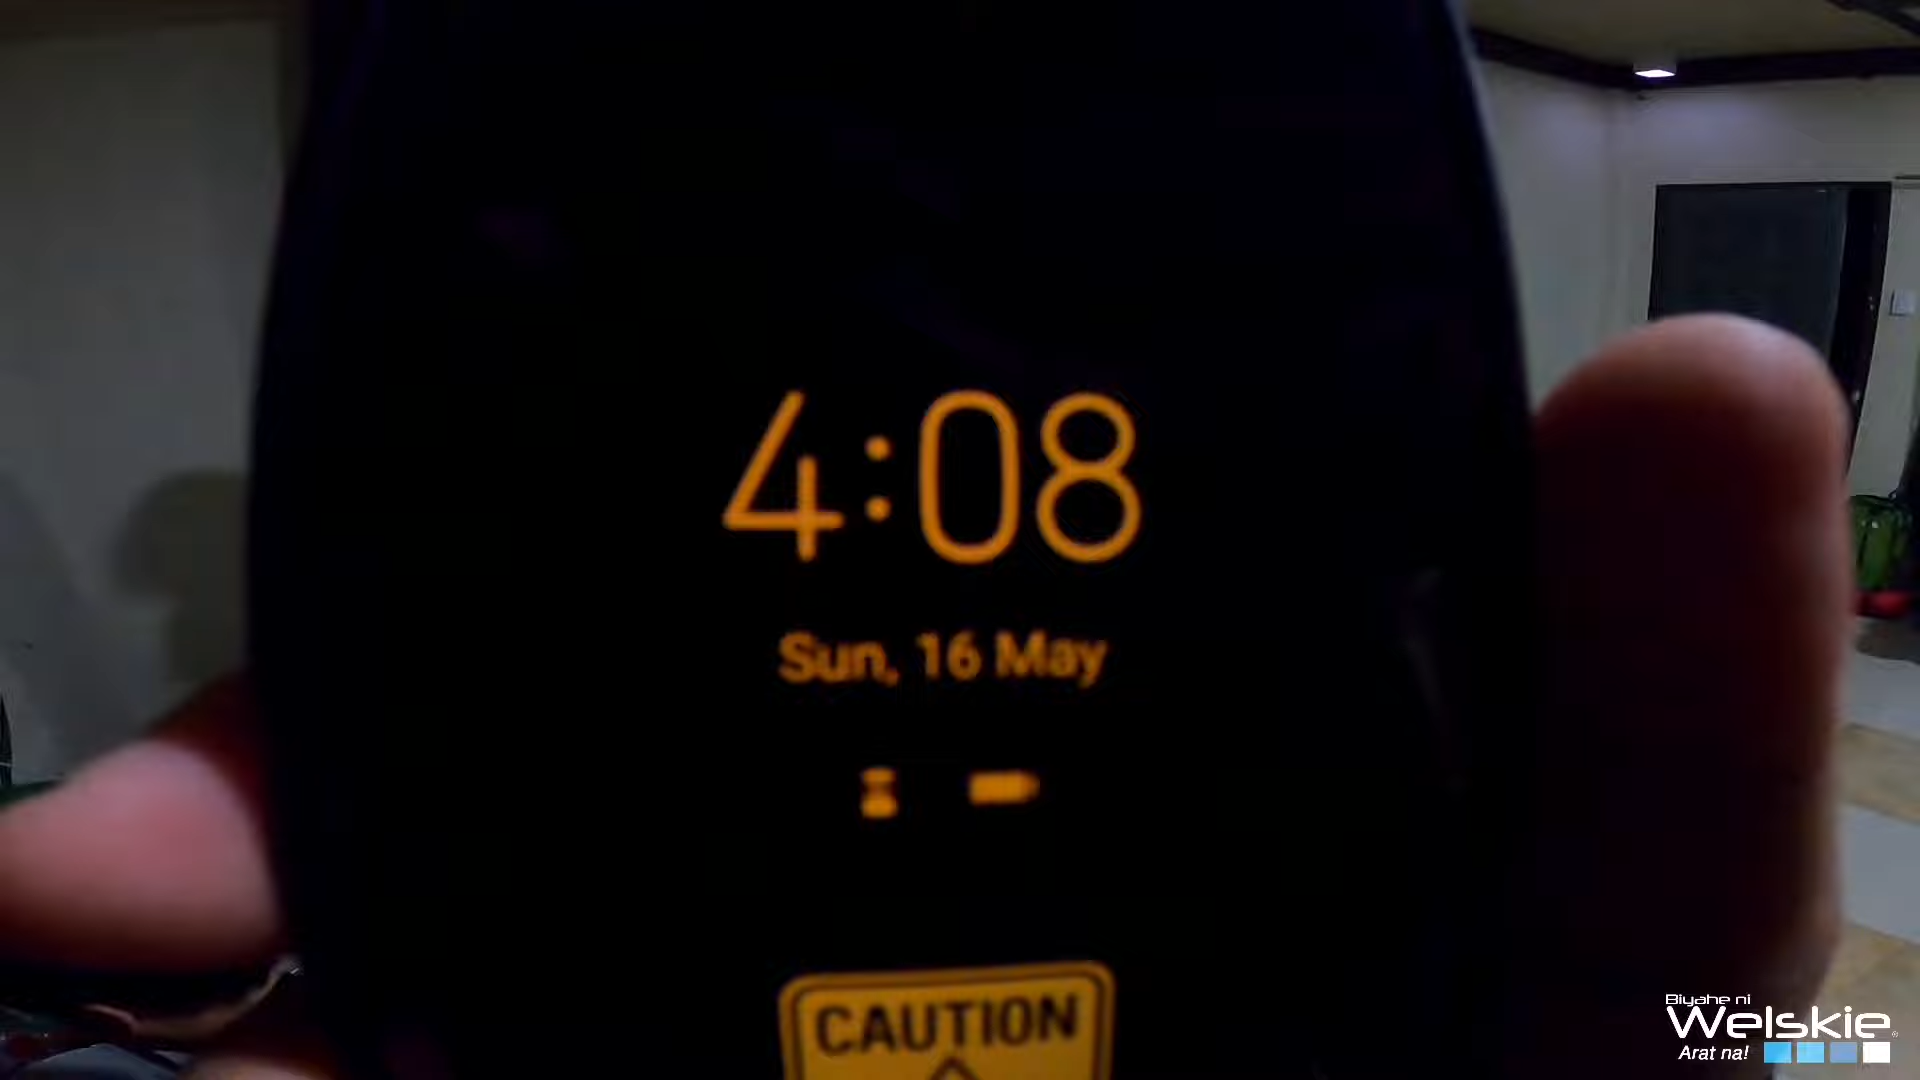 4:08
Sun, 16 May
CAUTION
Biyahe ni
Welskie
Arat na!